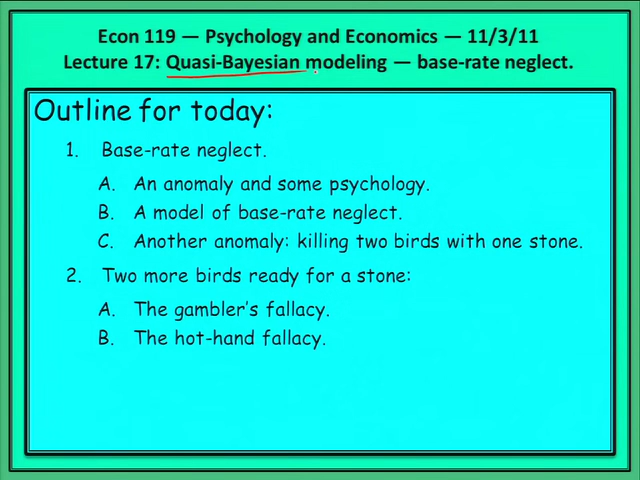 Econ 119 — Psychology and Economics — 11/3/11
Lecture 17: Quasi-Bayesian modeling — base-rate neglect.
Outline for today:
1. Base-rate neglect.
A. An anomaly and some psychology.
B. A model of base-rate neglect.
C. Another anomaly: killing two birds with one stone.
2. Two more birds ready for a stone:
A. The gambler's fallacy.
B. The hot-hand fallacy.